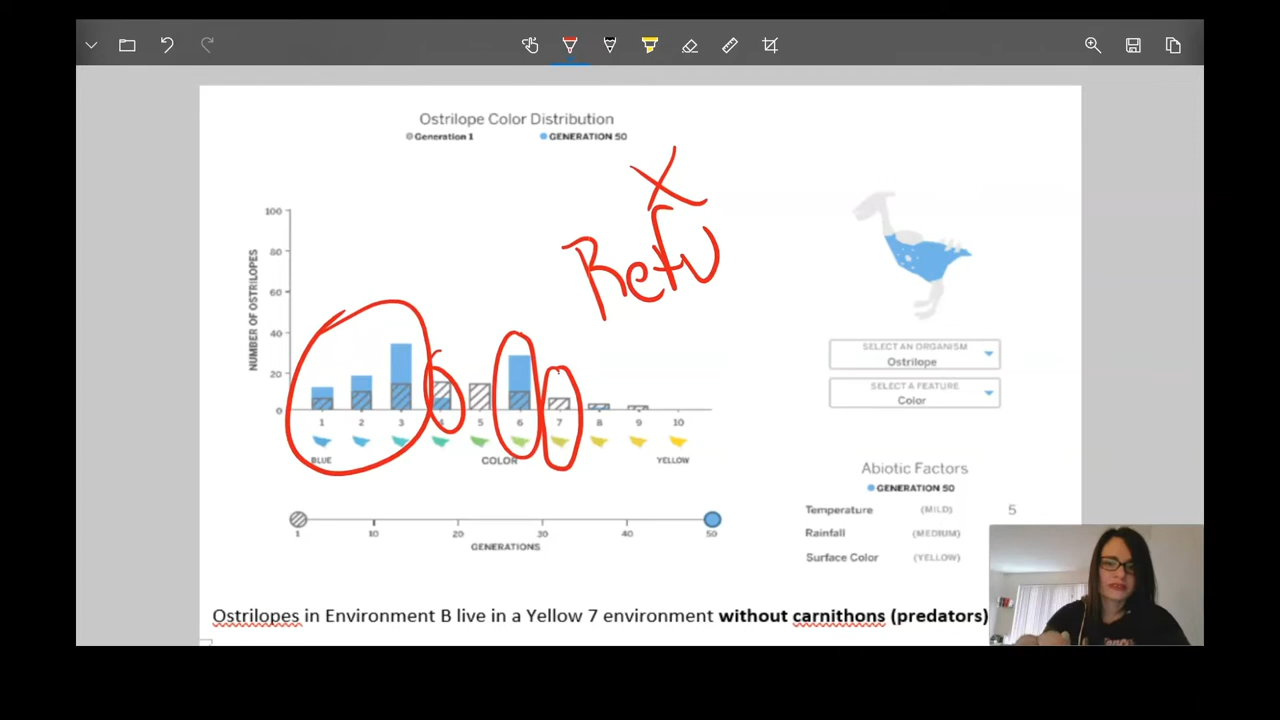 Ostrilope Color Distribution
Generation 1 GENERATION 50
X
Refu
NUMBER OF OSTRILOPES
100
80
60
40
20
0
1 2 3 4 5 6 7 8 9 10
BLUE COLOR YELLOW
1 10 20 30 40 50
GENERATIONS
SELECT AN ORGANISM
Ostrilope
SELECT A FEATURE
Color
Abiotic Factors
GENERATION 50
Temperature (MILD) 5
Rainfall (MEDIUM)
Surface Color (YELLOW)
Ostrilopes in Environment B live in a Yellow 7 environment without carnithons (predators)